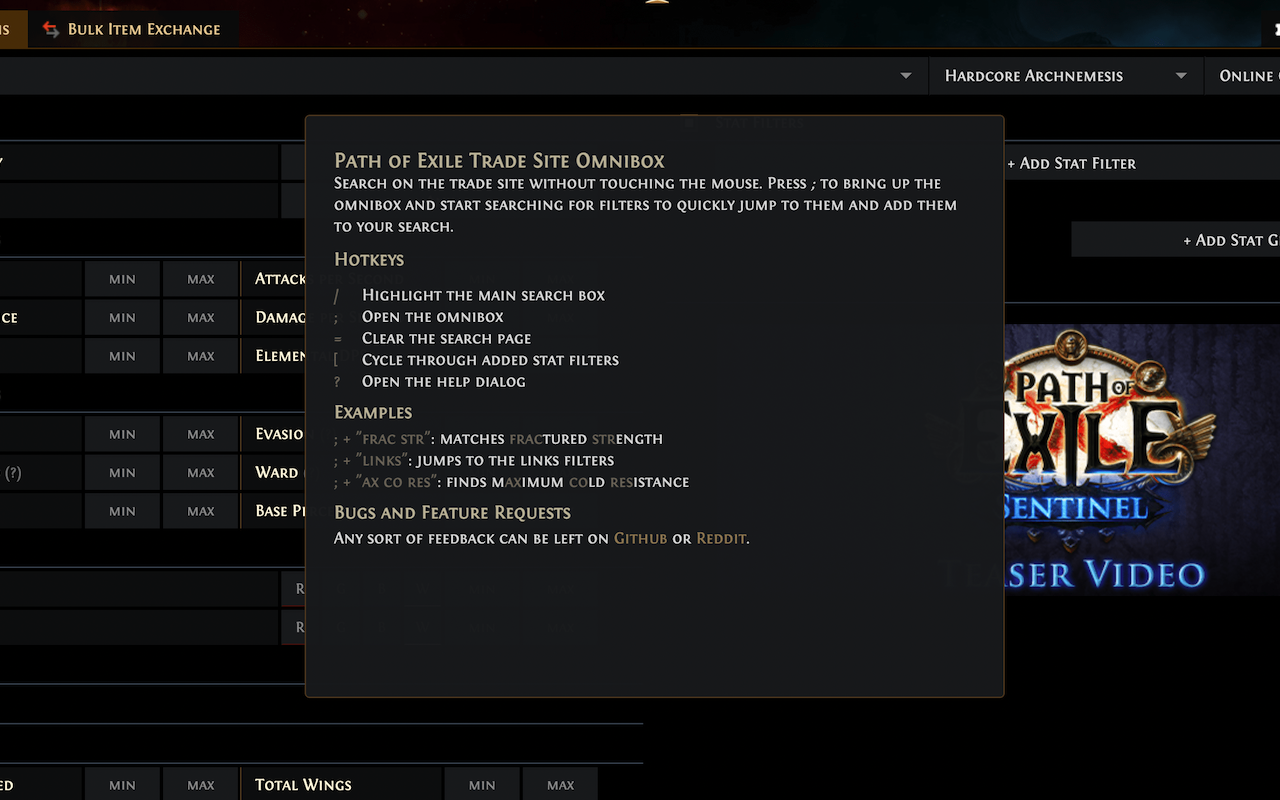 Bulk Item Exchange
Hardcore Archnemesis
Online
Stat Filters
Path of Exile Trade Site Omnibox
Search on the trade site without touching the mouse. Press ; to bring up the
omnibox and start searching for filters to quickly jump to them and add them
to your search.
+ Add Stat Filter
+ Add Stat G
Hotkeys
/ Highlight the main search box
; Open the omnibox
= Clear the search page
[ Cycle through added stat filters
? Open the help dialog
Examples
; + "frac str": matches fractured strength
; + "links": jumps to the links filters
; + "ax co res": finds maximum cold resistance
Bugs and Feature Requests
Any sort of feedback can be left on Github or Reddit.
MIN MAX Attack
CE MIN MAX Damag
MIN MAX Elemen
MIN MAX Evasio
(?) MIN MAX Ward
MIN MAX Base P
R
R
PATH OF
EXILE
SENTINEL
TEASER VIDEO
ED MIN MAX Total Wings MIN MAX